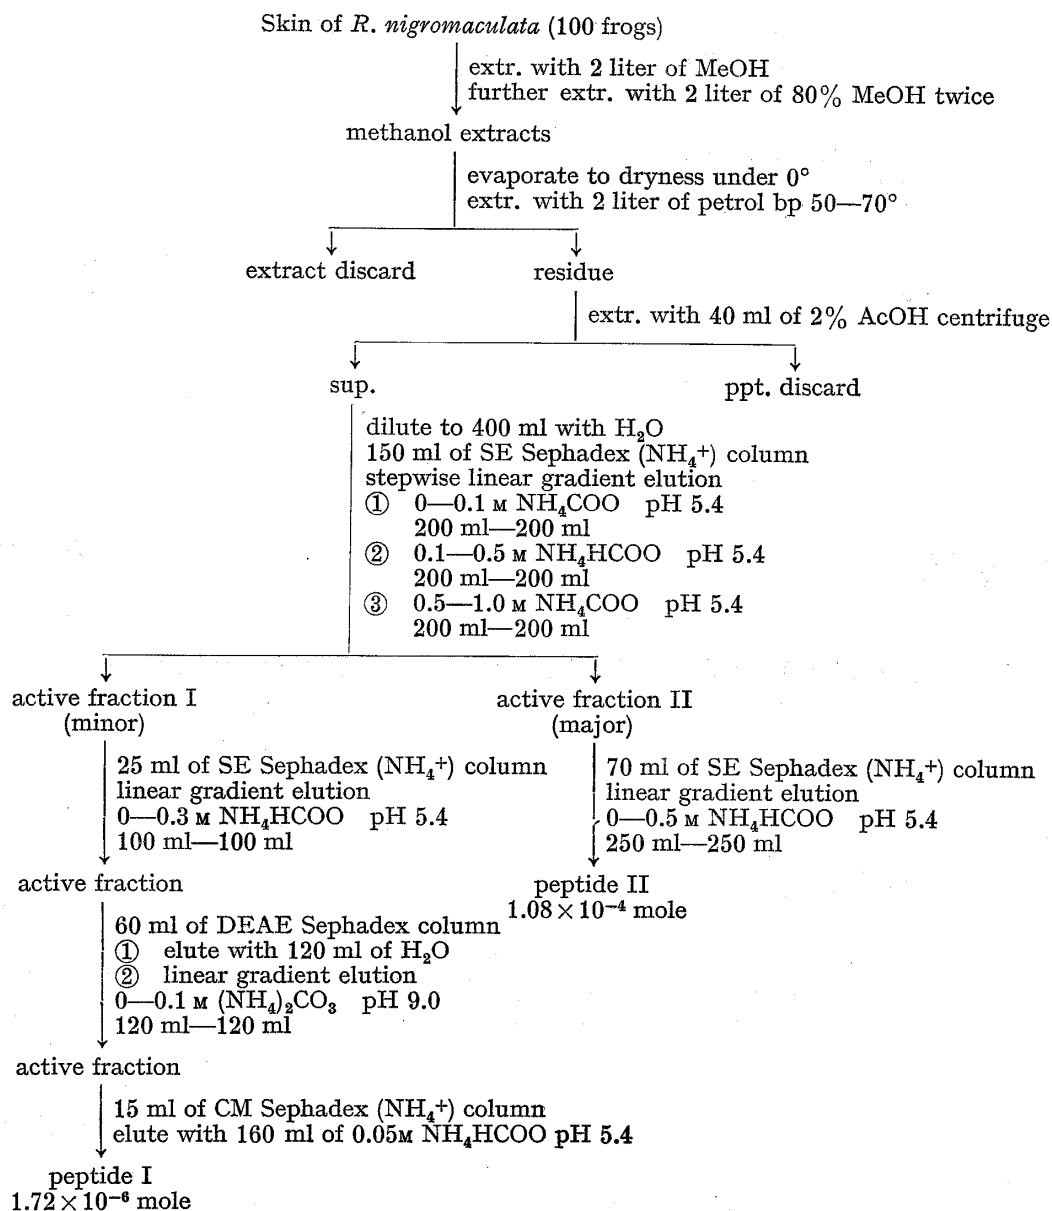 Skin of R. nigromaculata (100 frogs)
extr. with 2 liter of MeOH
further extr. with 2 liter of 80% MeOH twice
methanol extracts
evaporate to dryness under 0°
extr. with 2 liter of petrol bp 50—70°
extract discard
residue
extr. with 40 ml of 2% AcOH centrifuge
sup.
ppt. discard
dilute to 400 ml with H₂O
150 ml of SE Sephadex (NH₄⁺) column
stepwise linear gradient elution
① 0—0.1 M NH₄COO pH 5.4
200 ml—200 ml
② 0.1—0.5 M NH₄HCOO pH 5.4
200 ml—200 ml
③ 0.5—1.0 M NH₄COO pH 5.4
200 ml—200 ml
active fraction I
(minor)
active fraction II
(major)
25 ml of SE Sephadex (NH₄⁺) column
linear gradient elution
0—0.3 M NH₄HCOO pH 5.4
100 ml—100 ml
70 ml of SE Sephadex (NH₄⁺) column
linear gradient elution
0—0.5 M NH₄HCOO pH 5.4
250 ml—250 ml
active fraction
peptide II
1.08×10⁻⁴ mole
60 ml of DEAE Sephadex column
① elute with 120 ml of H₂O
② linear gradient elution
0—0.1 M (NH₄)₂CO₃ pH 9.0
120 ml—120 ml
active fraction
15 ml of CM Sephadex (NH₄⁺) column
elute with 160 ml of 0.05M NH₄HCOO pH 5.4
peptide I
1.72×10⁻⁶ mole